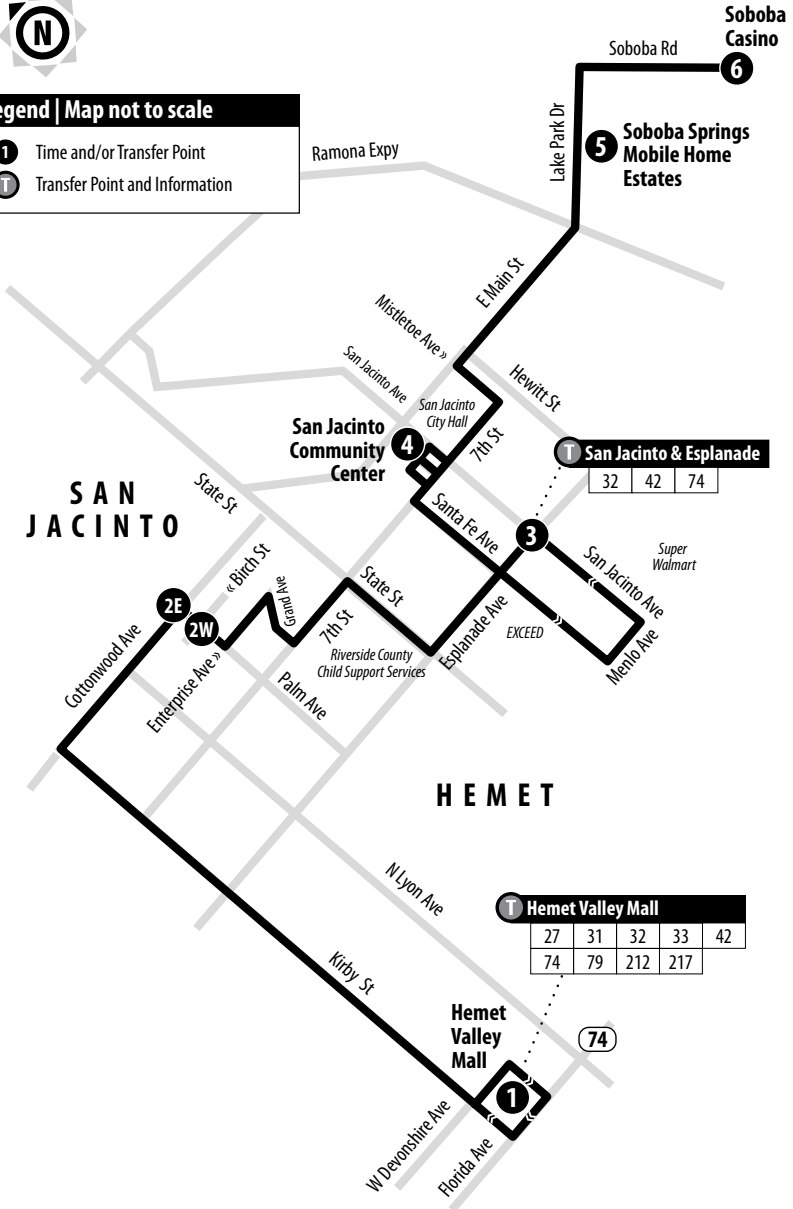 N
Soboba
Casino
Soboba Rd
6
egend | Map not to scale
1 Time and/or Transfer Point
T Transfer Point and Information
Ramona Expy
Lake Park Dr
5 Soboba Springs
Mobile Home
Estates
E Main St
Mistletoe Ave »
San Jacinto Ave
Hewitt St
San Jacinto
City Hall
San Jacinto
Community
Center
4
7th St
T San Jacinto & Esplanade
32 42 74
SAN
JACINTO
State St
Santa Fe Ave
3
San Jacinto Ave
Super
Walmart
« Birch St
Grand Ave
State St
2E
2W
7th St
Esplanade Ave
EXCEED
Menlo Ave
Riverside County
Child Support Services
Cottonwood Ave
Enterprise Ave »
Palm Ave
HEMET
N Lyon Ave
T Hemet Valley Mall
27 31 32 33 42
74 79 212 217
Kirby St
Hemet
Valley
Mall
74
1
W Devonshire Ave
Florida Ave